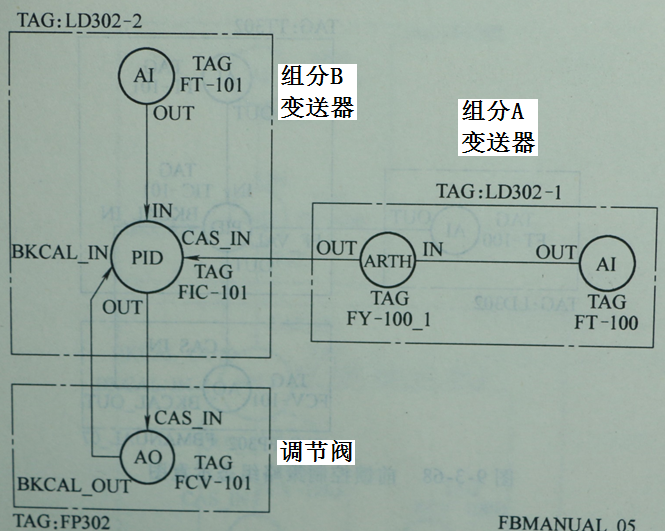 TAG:LD302-2
AI
TAG
FT-101
OUT
组分B
变送器
组分A
变送器
TAG:LD302-1
IN
BKCAL_IN
PID
CAS_IN
TAG
FIC-101
OUT
OUT
ARTH
IN
OUT
AI
TAG
FY-100_1
TAG
FT-100
CAS_IN
AO
TAG
FCV-101
BKCAL_OUT
调节阀
TAG:FP302
FBMANUAL_05